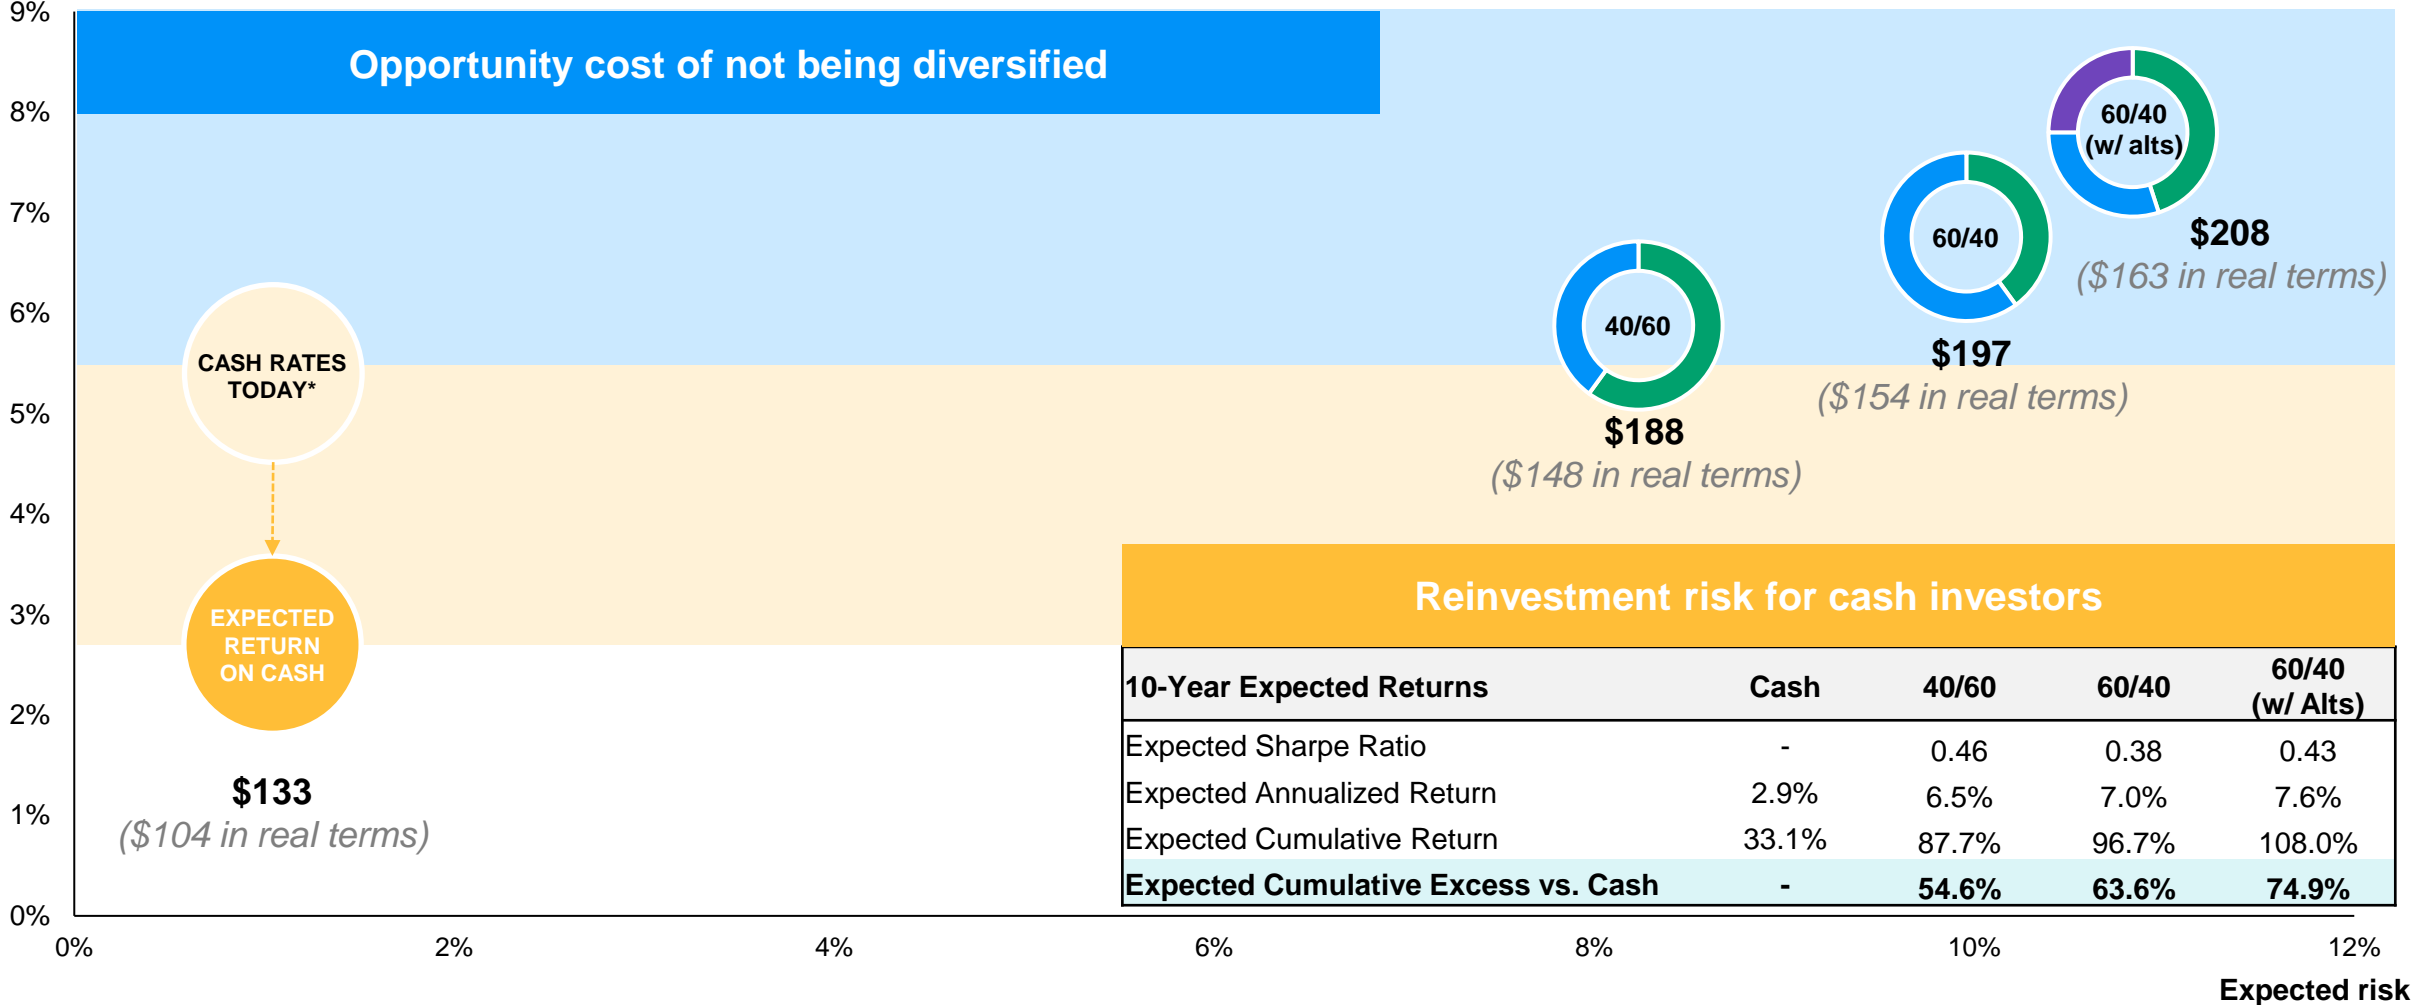 9%
Opportunity cost of not being diversified
8%
7%
6%
5%
4%
3%
2%
1%
0%
60/40
(w/ alts)
$208
($163 in real terms)
60/40
$197
($154 in real terms)
40/60
$188
($148 in real terms)
CASH RATES
TODAY*
EXPECTED
RETURN
ON CASH
$133
($104 in real terms)
Reinvestment risk for cash investors
10-Year Expected Returns Cash 40/60 60/40 60/40 (w/ Alts)
Expected Sharpe Ratio - 0.46 0.38 0.43
Expected Annualized Return 2.9% 6.5% 7.0% 7.6%
Expected Cumulative Return 33.1% 87.7% 96.7% 108.0%
Expected Cumulative Excess vs. Cash - 54.6% 63.6% 74.9%
0% 2% 4% 6% 8% 10% 12%
Expected risk